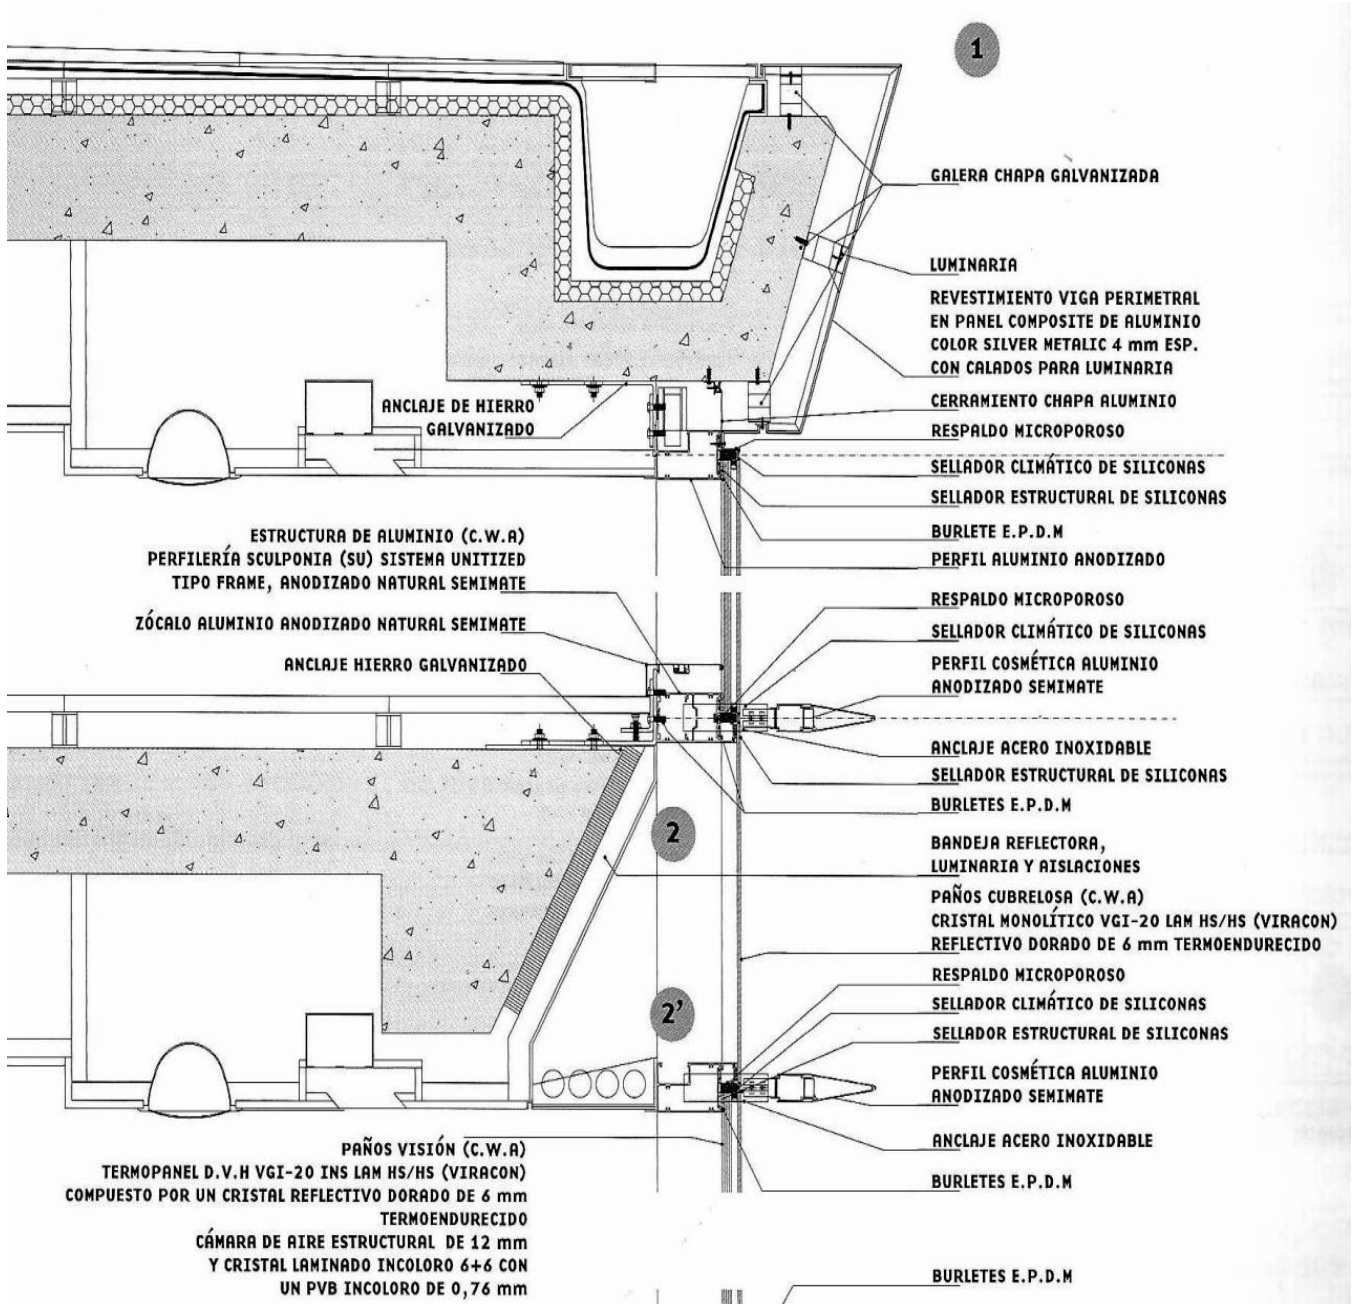 1
GALERA CHAPA GALVANIZADA
LUMINARIA
REVESTIMIENTO VIGA PERIMETRAL
EN PANEL COMPOSITE DE ALUMINIO
COLOR SILVER METALIC 4 mm ESP.
CON CALADOS PARA LUMINARIA
ANCLAJE DE HIERRO
GALVANIZADO
CERRAMIENTO CHAPA ALUMINIO
RESPALDO MICROPOROSO
SELLADOR CLIMÁTICO DE SILICONAS
SELLADOR ESTRUCTURAL DE SILICONAS
BURLETE E.P.D.M
PERFIL ALUMINIO ANODIZADO
ESTRUCTURA DE ALUMINIO (C.W.A)
PERFILERÍA SCULPONIA (SU) SISTEMA UNITIZED
TIPO FRAME, ANODIZADO NATURAL SEMIMATE
ZÓCALO ALUMINIO ANODIZADO NATURAL SEMIMATE
ANCLAJE HIERRO GALVANIZADO
RESPALDO MICROPOROSO
SELLADOR CLIMÁTICO DE SILICONAS
PERFIL COSMÉTICA ALUMINIO
ANODIZADO SEMIMATE
ANCLAJE ACERO INOXIDABLE
SELLADOR ESTRUCTURAL DE SILICONAS
BURLETES E.P.D.M
2
BANDEJA REFLECTORA,
LUMINARIA Y AISLACIONES
PAÑOS CUBRELOSA (C.W.A)
CRISTAL MONOLÍTICO VGI-20 LAM HS/HS (VIRACON)
REFLECTIVO DORADO DE 6 mm TERMOENDURECIDO
2'
RESPALDO MICROPOROSO
SELLADOR CLIMÁTICO DE SILICONAS
SELLADOR ESTRUCTURAL DE SILICONAS
PERFIL COSMÉTICA ALUMINIO
ANODIZADO SEMIMATE
ANCLAJE ACERO INOXIDABLE
BURLETES E.P.D.M
PAÑOS VISIÓN (C.W.A)
TERMOPANEL D.V.H VGI-20 INS LAM HS/HS (VIRACON)
COMPUESTO POR UN CRISTAL REFLECTIVO DORADO DE 6 mm
TERMOENDURECIDO
CÁMARA DE AIRE ESTRUCTURAL DE 12 mm
Y CRISTAL LAMINADO INCOLORO 6+6 CON
UN PVB INCOLORO DE 0,76 mm
BURLETES E.P.D.M